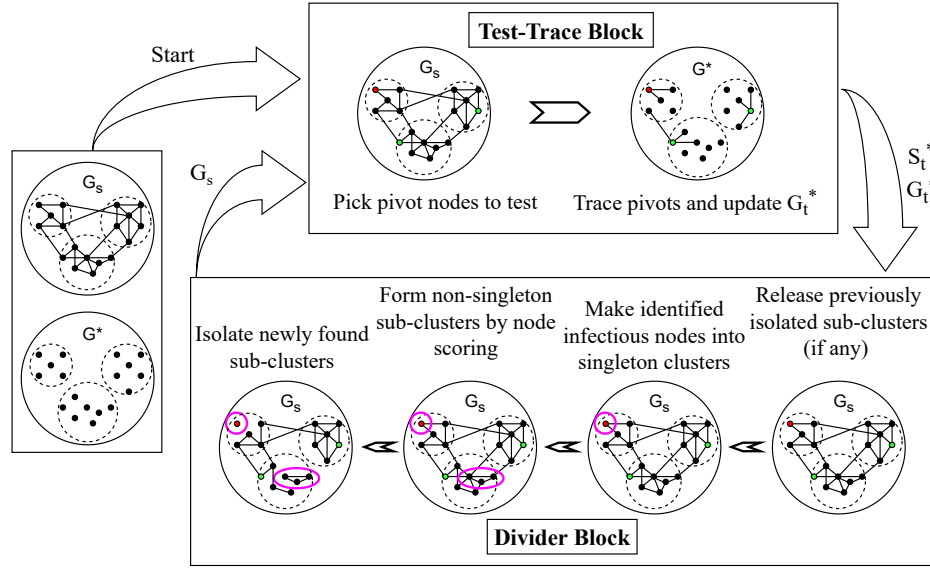 Start
Test-Trace Block
G_s
G*
Pick pivot nodes to test
Trace pivots and update G_t^*
G_s
S_t^*
G_t^*
G_s
G*
Isolate newly found
sub-clusters
Form non-singleton
sub-clusters by node
scoring
Make identified
infectious nodes into
singleton clusters
Release previously
isolated sub-clusters
(if any)
G_s
G_s
G_s
G_s
Divider Block